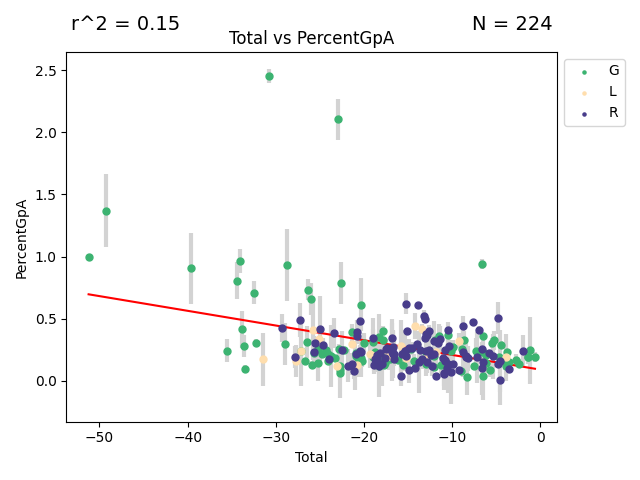 r^2 = 0.15
N = 224
Total vs PercentGpA
G
L
R
2.5
2.0
1.5
1.0
0.5
0.0
PercentGpA
−50 −40 −30 −20 −10 0
Total